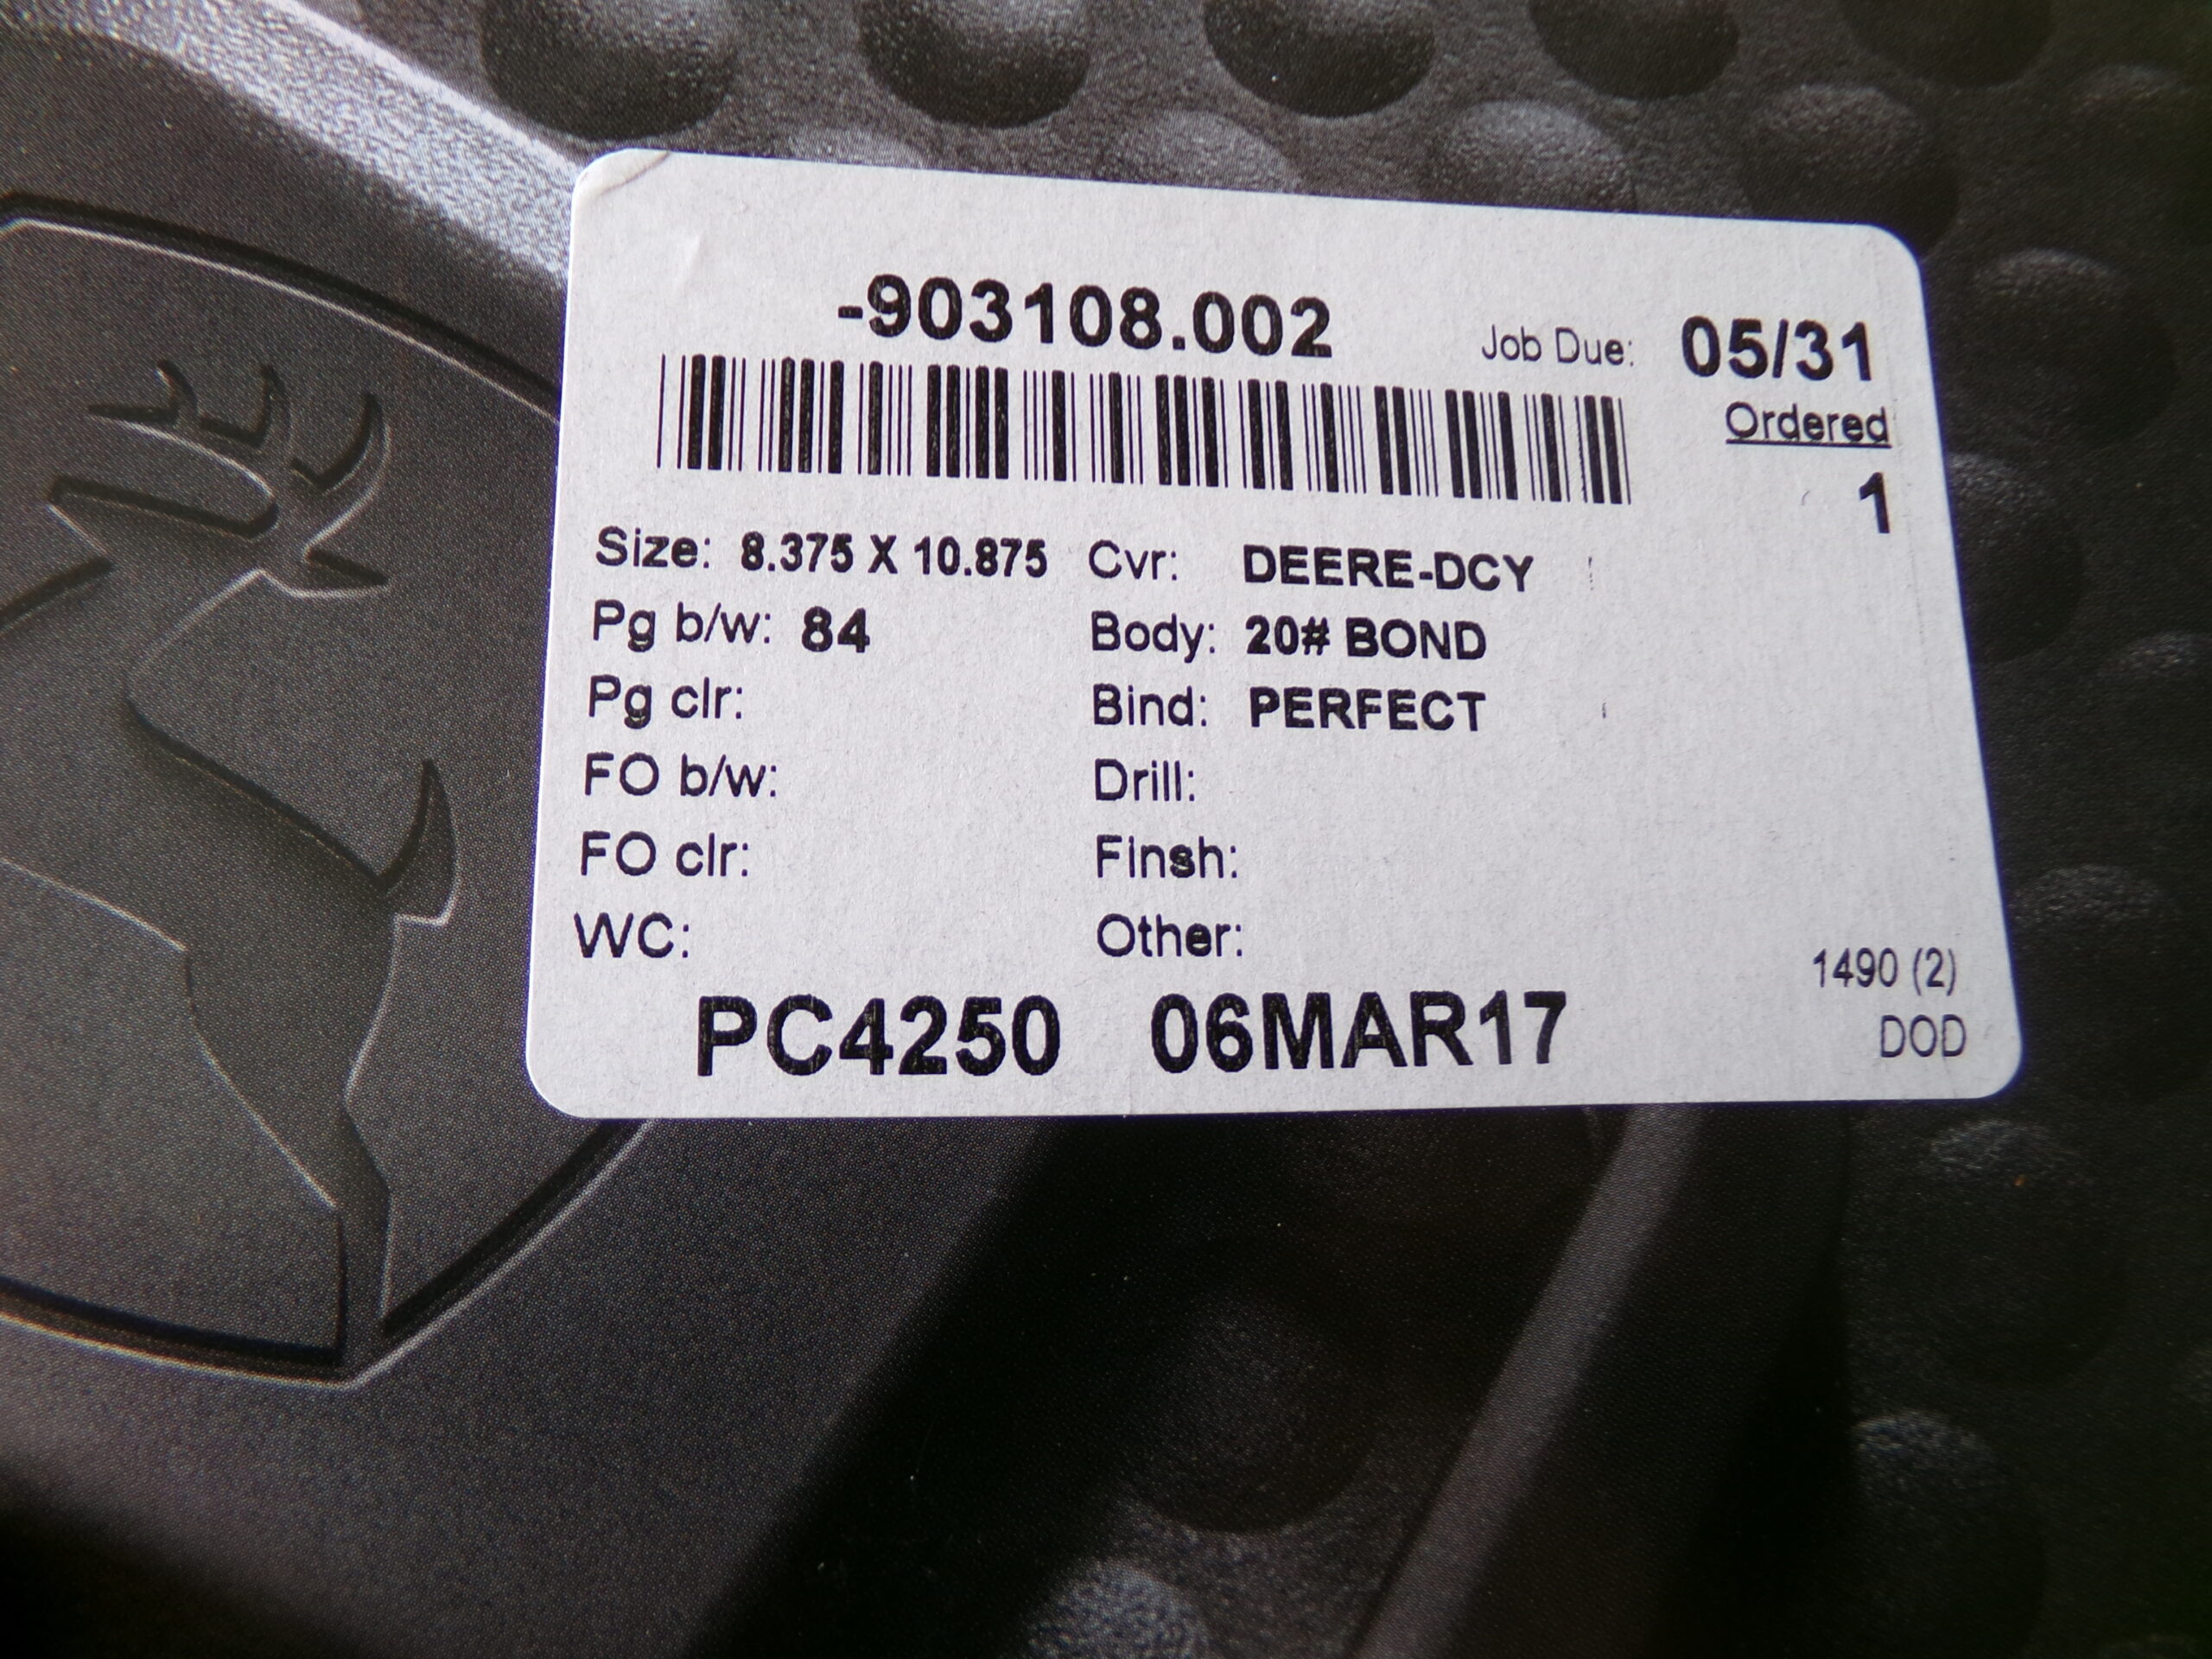 -903108.002
Job Due: 05/31
Ordered
1
Size: 8.375 X 10.875 Cvr: DEERE-DCY
Pg b/w: 84 Body: 20# BOND
Pg clr: Bind: PERFECT
FO b/w: Drill:
FO clr: Finsh:
WC: Other:
1490 (2)
PC4250 06MAR17 DOD